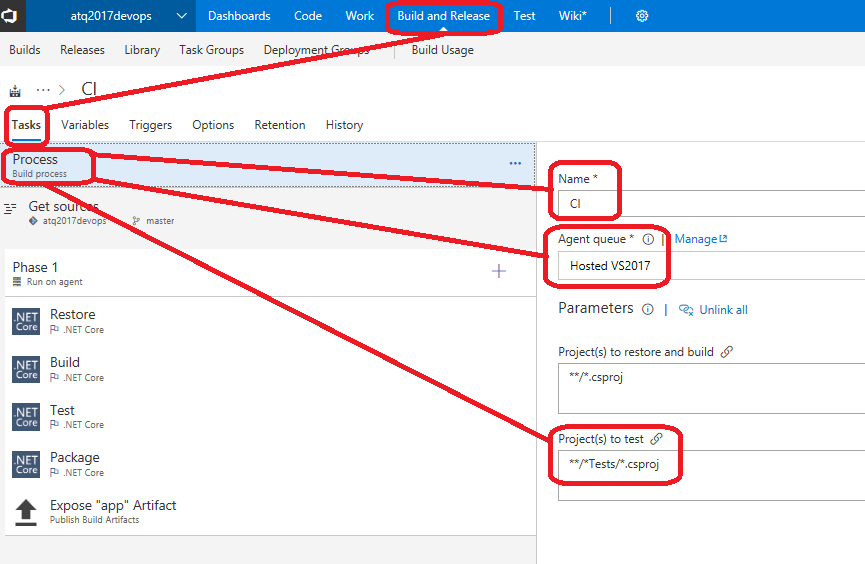 atq2017devops Dashboards Code Work Build and Release Test Wiki*
Builds Releases Library Task Groups Deployment Groups Build Usage
... > CI
Tasks Variables Triggers Options Retention History
Process
Build process
...
Name *
CI
Get sources
atq2017devops master
Agent queue * | Manage
Hosted VS2017
Phase 1
Run on agent
Parameters | Unlink all
.NET Core Restore
.NET Core
Project(s) to restore and build
**/*.csproj
.NET Core Build
.NET Core
.NET Core Test
.NET Core
Project(s) to test
**/*Tests/*.csproj
.NET Core Package
.NET Core
Expose "app" Artifact
Publish Build Artifacts